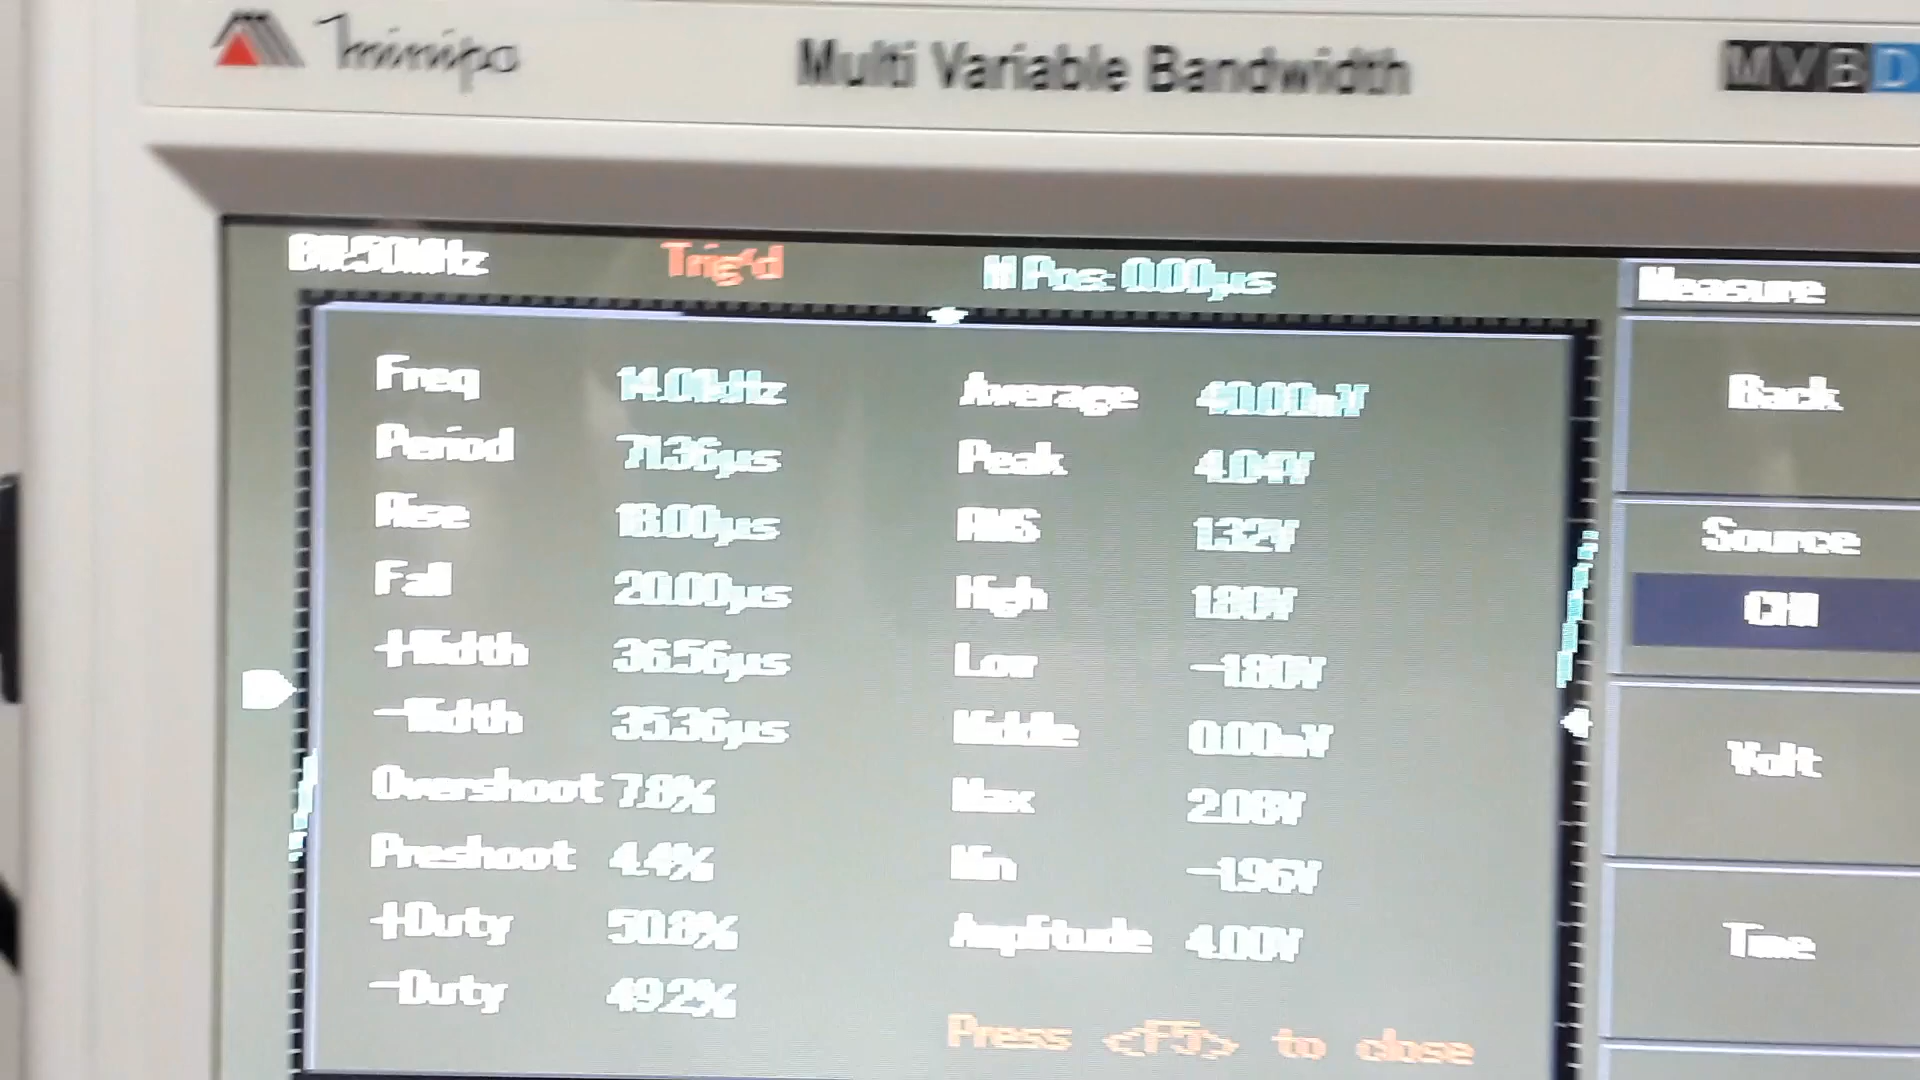 Minipa
Multi Variable Bandwidth
MVBD
BW:50MHz
Trig'd
M Pos: 0.00µs
Measure
Freq 14.01kHz
Period 71.36µs
Rise 18.00µs
Fall 20.00µs
+Width 36.56µs
-Width 35.36µs
Overshoot 7.8%
Preshoot 4.4%
+Duty 50.8%
-Duty 49.2%
Average 40.00mV
Peak 4.04V
RMS 1.32V
High 1.80V
Low -1.80V
Middle 0.00mV
Max 2.08V
Min -1.96V
Amplitude 4.00V
Press <F5> to close
Back
Source
CH1
Volt
Time